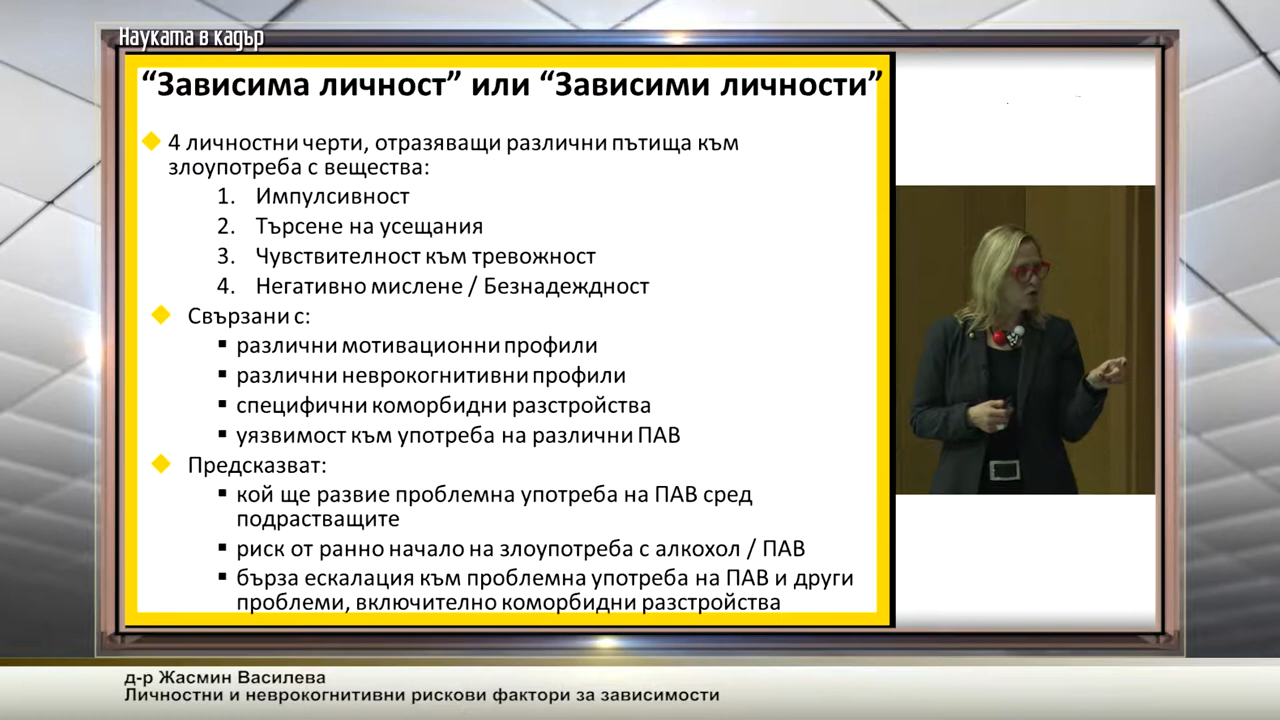 Науката в кадър
“Зависима личност” или “Зависими личности”
4 личностни черти, отразяващи различни пътища към
злоупотреба с вещества:
1. Импулсивност
2. Търсене на усещания
3. Чувствителност към тревожност
4. Негативно мислене / Безнадеждност
Свързани с:
различни мотивационни профили
различни неврокогнитивни профили
специфични коморбидни разстройства
уязвимост към употреба на различни ПАВ
Предсказват:
кой ще развие проблемна употреба на ПАВ сред
подрастващите
риск от ранно начало на злоупотреба с алкохол / ПАВ
бърза ескалация към проблемна употреба на ПАВ и други
проблеми, включително коморбидни разстройства
д-р Жасмин Василева
Личностни и неврокогнитивни рискови фактори за зависимости